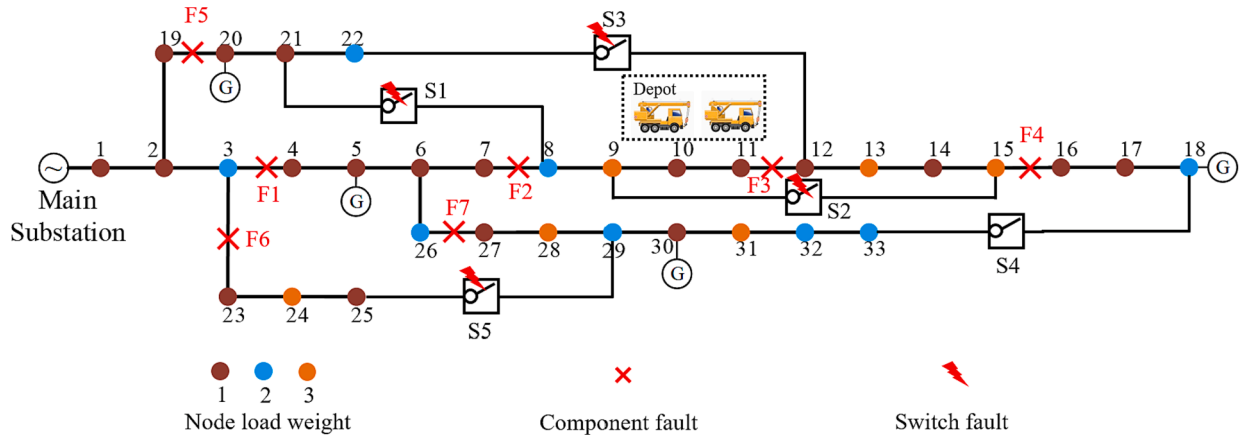 F5
S3
19
20
21
22
G
S1
Depot
F4
1
2
3
4
5
6
7
8
9
10
11
12
13
14
15
16
17
18
~
F1
F2
F3
G
Main
Substation
G
F7
S2
F6
26
27
28
29
30
31
32
33
G
S4
23
24
25
S5
1
2
3
Node load weight
Component fault
Switch fault